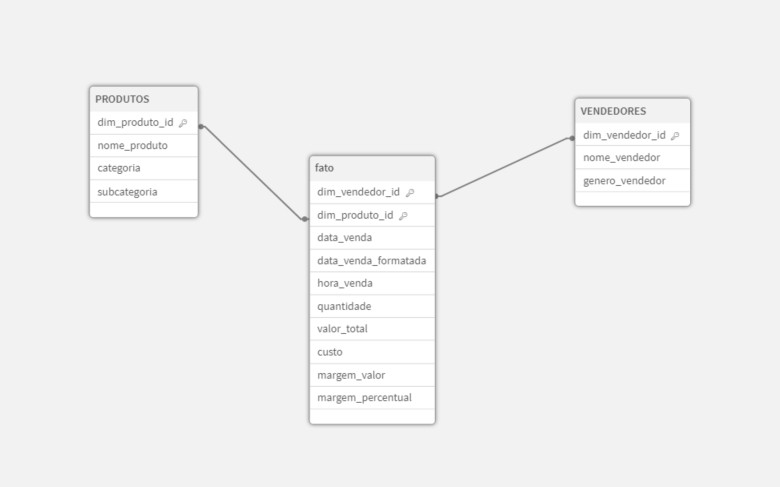 PRODUTOS
dim_produto_id
nome_produto
categoria
subcategoria
fato
dim_vendedor_id
dim_produto_id
data_venda
data_venda_formatada
hora_venda
quantidade
valor_total
custo
margem_valor
margem_percentual
VENDEDORES
dim_vendedor_id
nome_vendedor
genero_vendedor